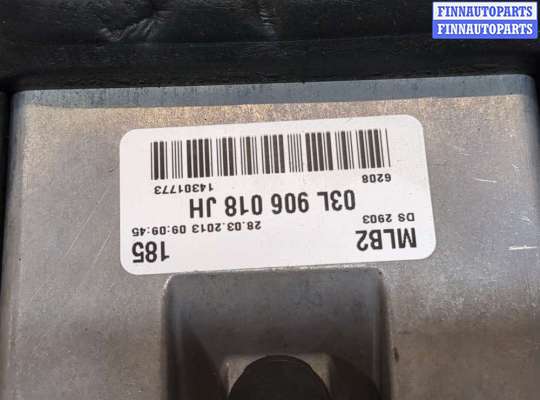 FINNAUTOPARTS
FINNAUTOPARTS
MLB2
185
DS 2903
28.03.2013 09:09:45
03L 906 018 JH
6208
14301773